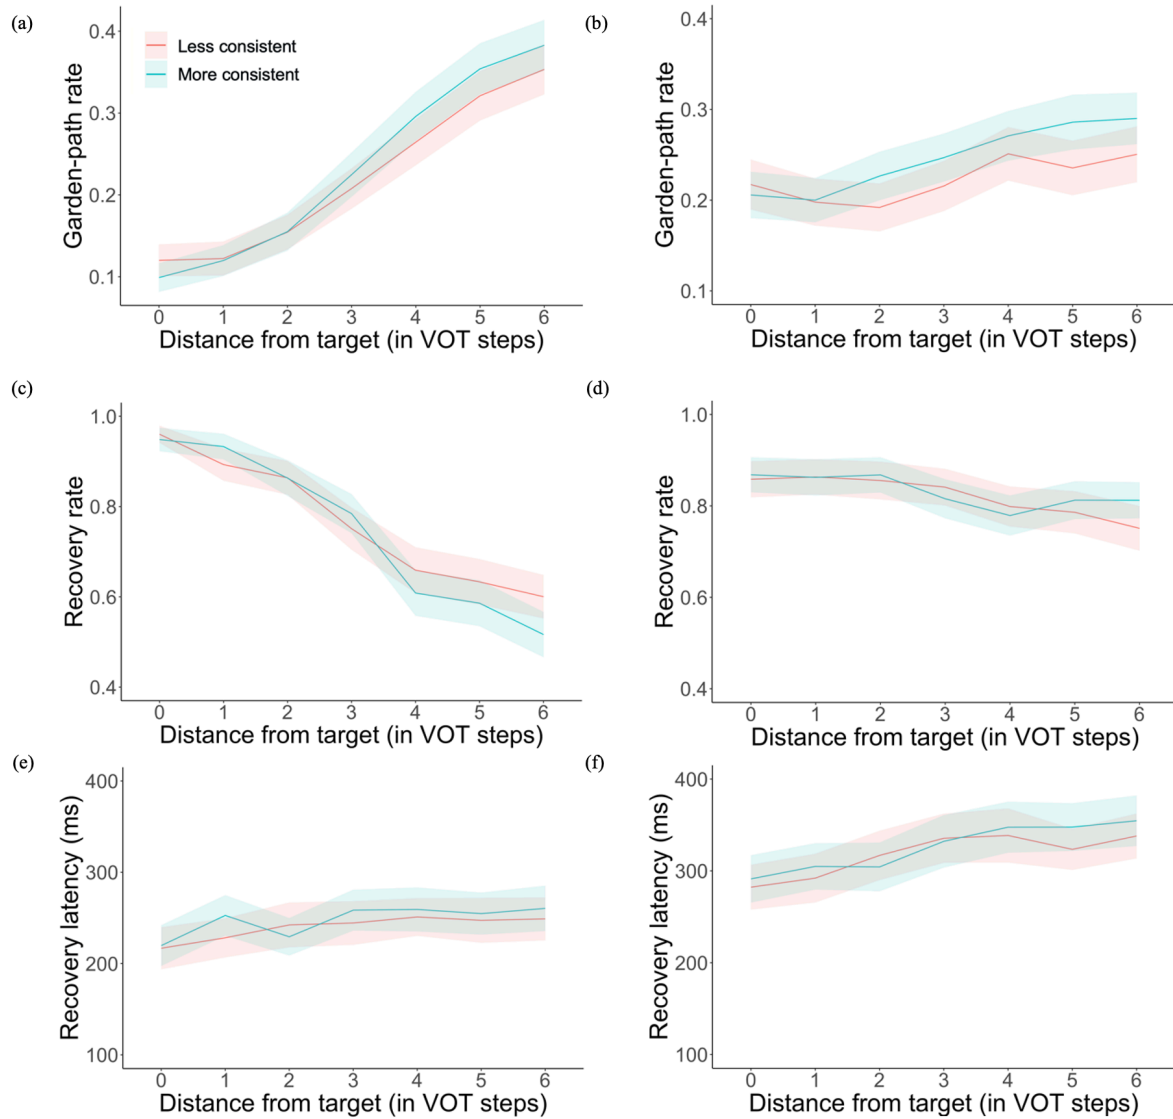 (a)
Garden-path rate
0.4
0.3
0.2
0.1
Less consistent
More consistent
0 1 2 3 4 5 6
Distance from target (in VOT steps)
(b)
Garden-path rate
0.4
0.3
0.2
0.1
0 1 2 3 4 5 6
Distance from target (in VOT steps)
(c)
Recovery rate
1.0
0.8
0.6
0.4
0 1 2 3 4 5 6
Distance from target (in VOT steps)
(d)
Recovery rate
1.0
0.8
0.6
0.4
0 1 2 3 4 5 6
Distance from target (in VOT steps)
(e)
Recovery latency (ms)
400
300
200
100
0 1 2 3 4 5 6
Distance from target (in VOT steps)
(f)
Recovery latency (ms)
400
300
200
100
0 1 2 3 4 5 6
Distance from target (in VOT steps)